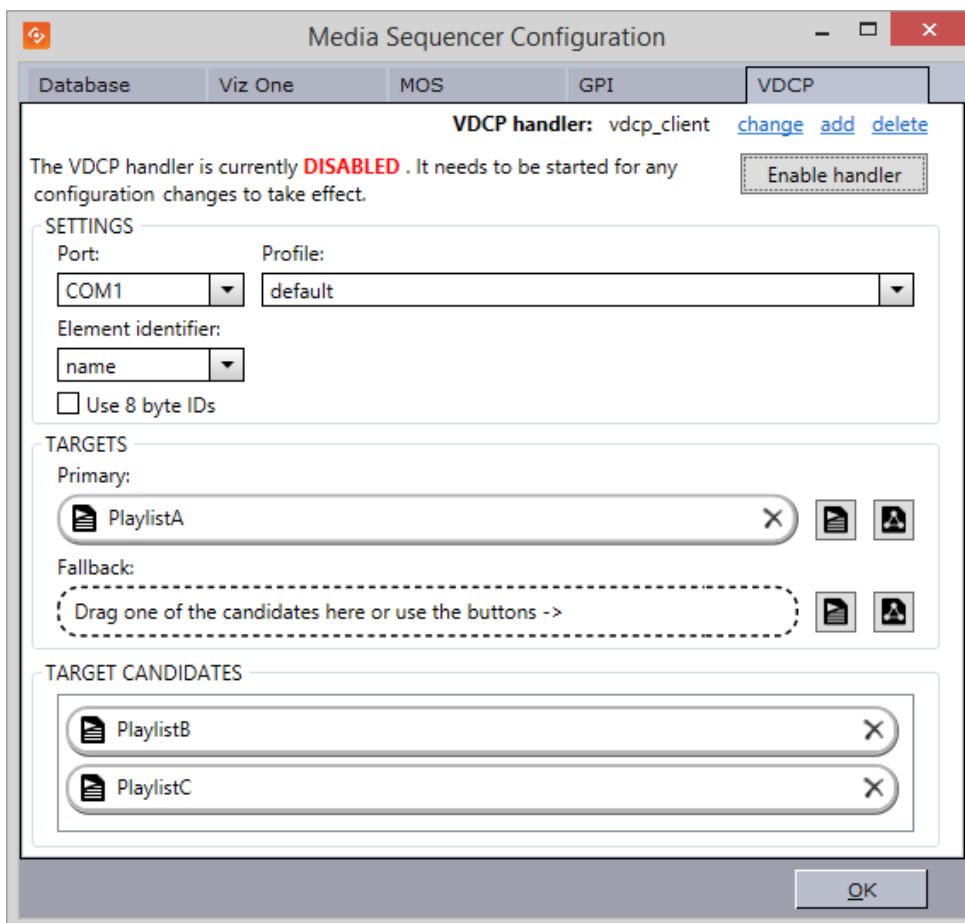 Media Sequencer Configuration
Database Viz One MOS GPI VDCP
VDCP handler: vdcp_client change add delete
The VDCP handler is currently DISABLED . It needs to be started for any
configuration changes to take effect.
Enable handler
SETTINGS
Port: Profile:
COM1 default
Element identifier:
name
Use 8 byte IDs
TARGETS
Primary:
PlaylistA
Fallback:
Drag one of the candidates here or use the buttons ->
TARGET CANDIDATES
PlaylistB
PlaylistC
OK